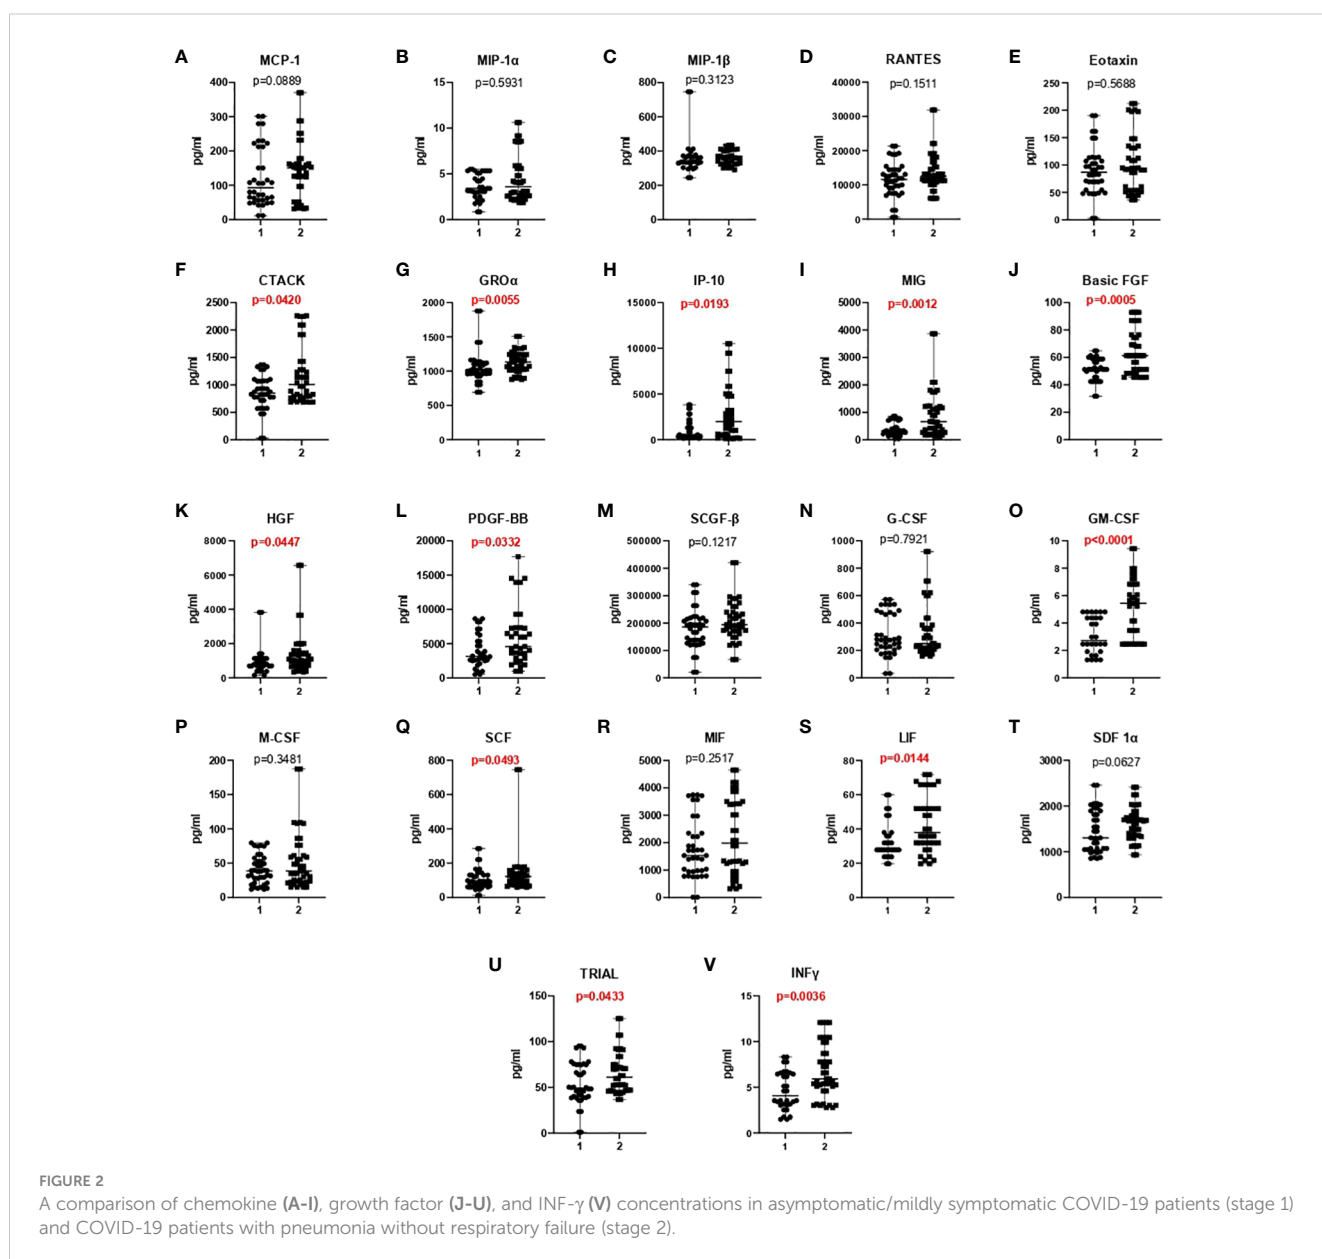 A MCP-1 B MIP-1α C MIP-1β D RANTES E Eotaxin
p=0.0889 p=0.5931 p=0.3123 p=0.1511 p=0.5688
pg/ml pg/ml pg/ml pg/ml pg/ml
400 15 800 40000 250
300 10 600 30000 200
200 5 400 20000 150
100 0 200 10000 100
0 0 0 50
0
1 2 1 2 1 2 1 2 1 2
F CTACK G GROα H IP-10 I MIG J Basic FGF
p=0.0420 p=0.0055 p=0.0193 p=0.0012 p=0.0005
pg/ml pg/ml pg/ml pg/ml pg/ml
2500 2000 15000 5000 100
2000 1500 10000 4000 80
1500 1000 5000 3000 60
1000 500 0 2000 40
500 0 1000 20
0 0 0
1 2 1 2 1 2 1 2 1 2
K HGF L PDGF-BB M SCGF-β N G-CSF O GM-CSF
p=0.0447 p=0.0332 p=0.1217 p=0.7921 p<0.0001
pg/ml pg/ml pg/ml pg/ml pg/ml
8000 20000 500000 1000 10
6000 15000 400000 800 8
4000 10000 300000 600 6
2000 5000 200000 400 4
0 0 100000 200 2
0 0 0
1 2 1 2 1 2 1 2 1 2
P M-CSF Q SCF R MIF S LIF T SDF 1α
p=0.3481 p=0.0493 p=0.2517 p=0.0144 p=0.0627
pg/ml pg/ml pg/ml pg/ml pg/ml
200 800 5000 80 3000
150 600 4000 60 2000
100 400 3000 40 1000
50 200 2000 20 0
0 0 1000 0
0
1 2 1 2 1 2 1 2 1 2
U TRIAL V INFγ
p=0.0433 p=0.0036
pg/ml pg/ml
150 15
100 10
50 5
0 0
1 2 1 2
FIGURE 2
A comparison of chemokine (A-I), growth factor (J-U), and INF-γ (V) concentrations in asymptomatic/mildly symptomatic COVID-19 patients (stage 1)
and COVID-19 patients with pneumonia without respiratory failure (stage 2).